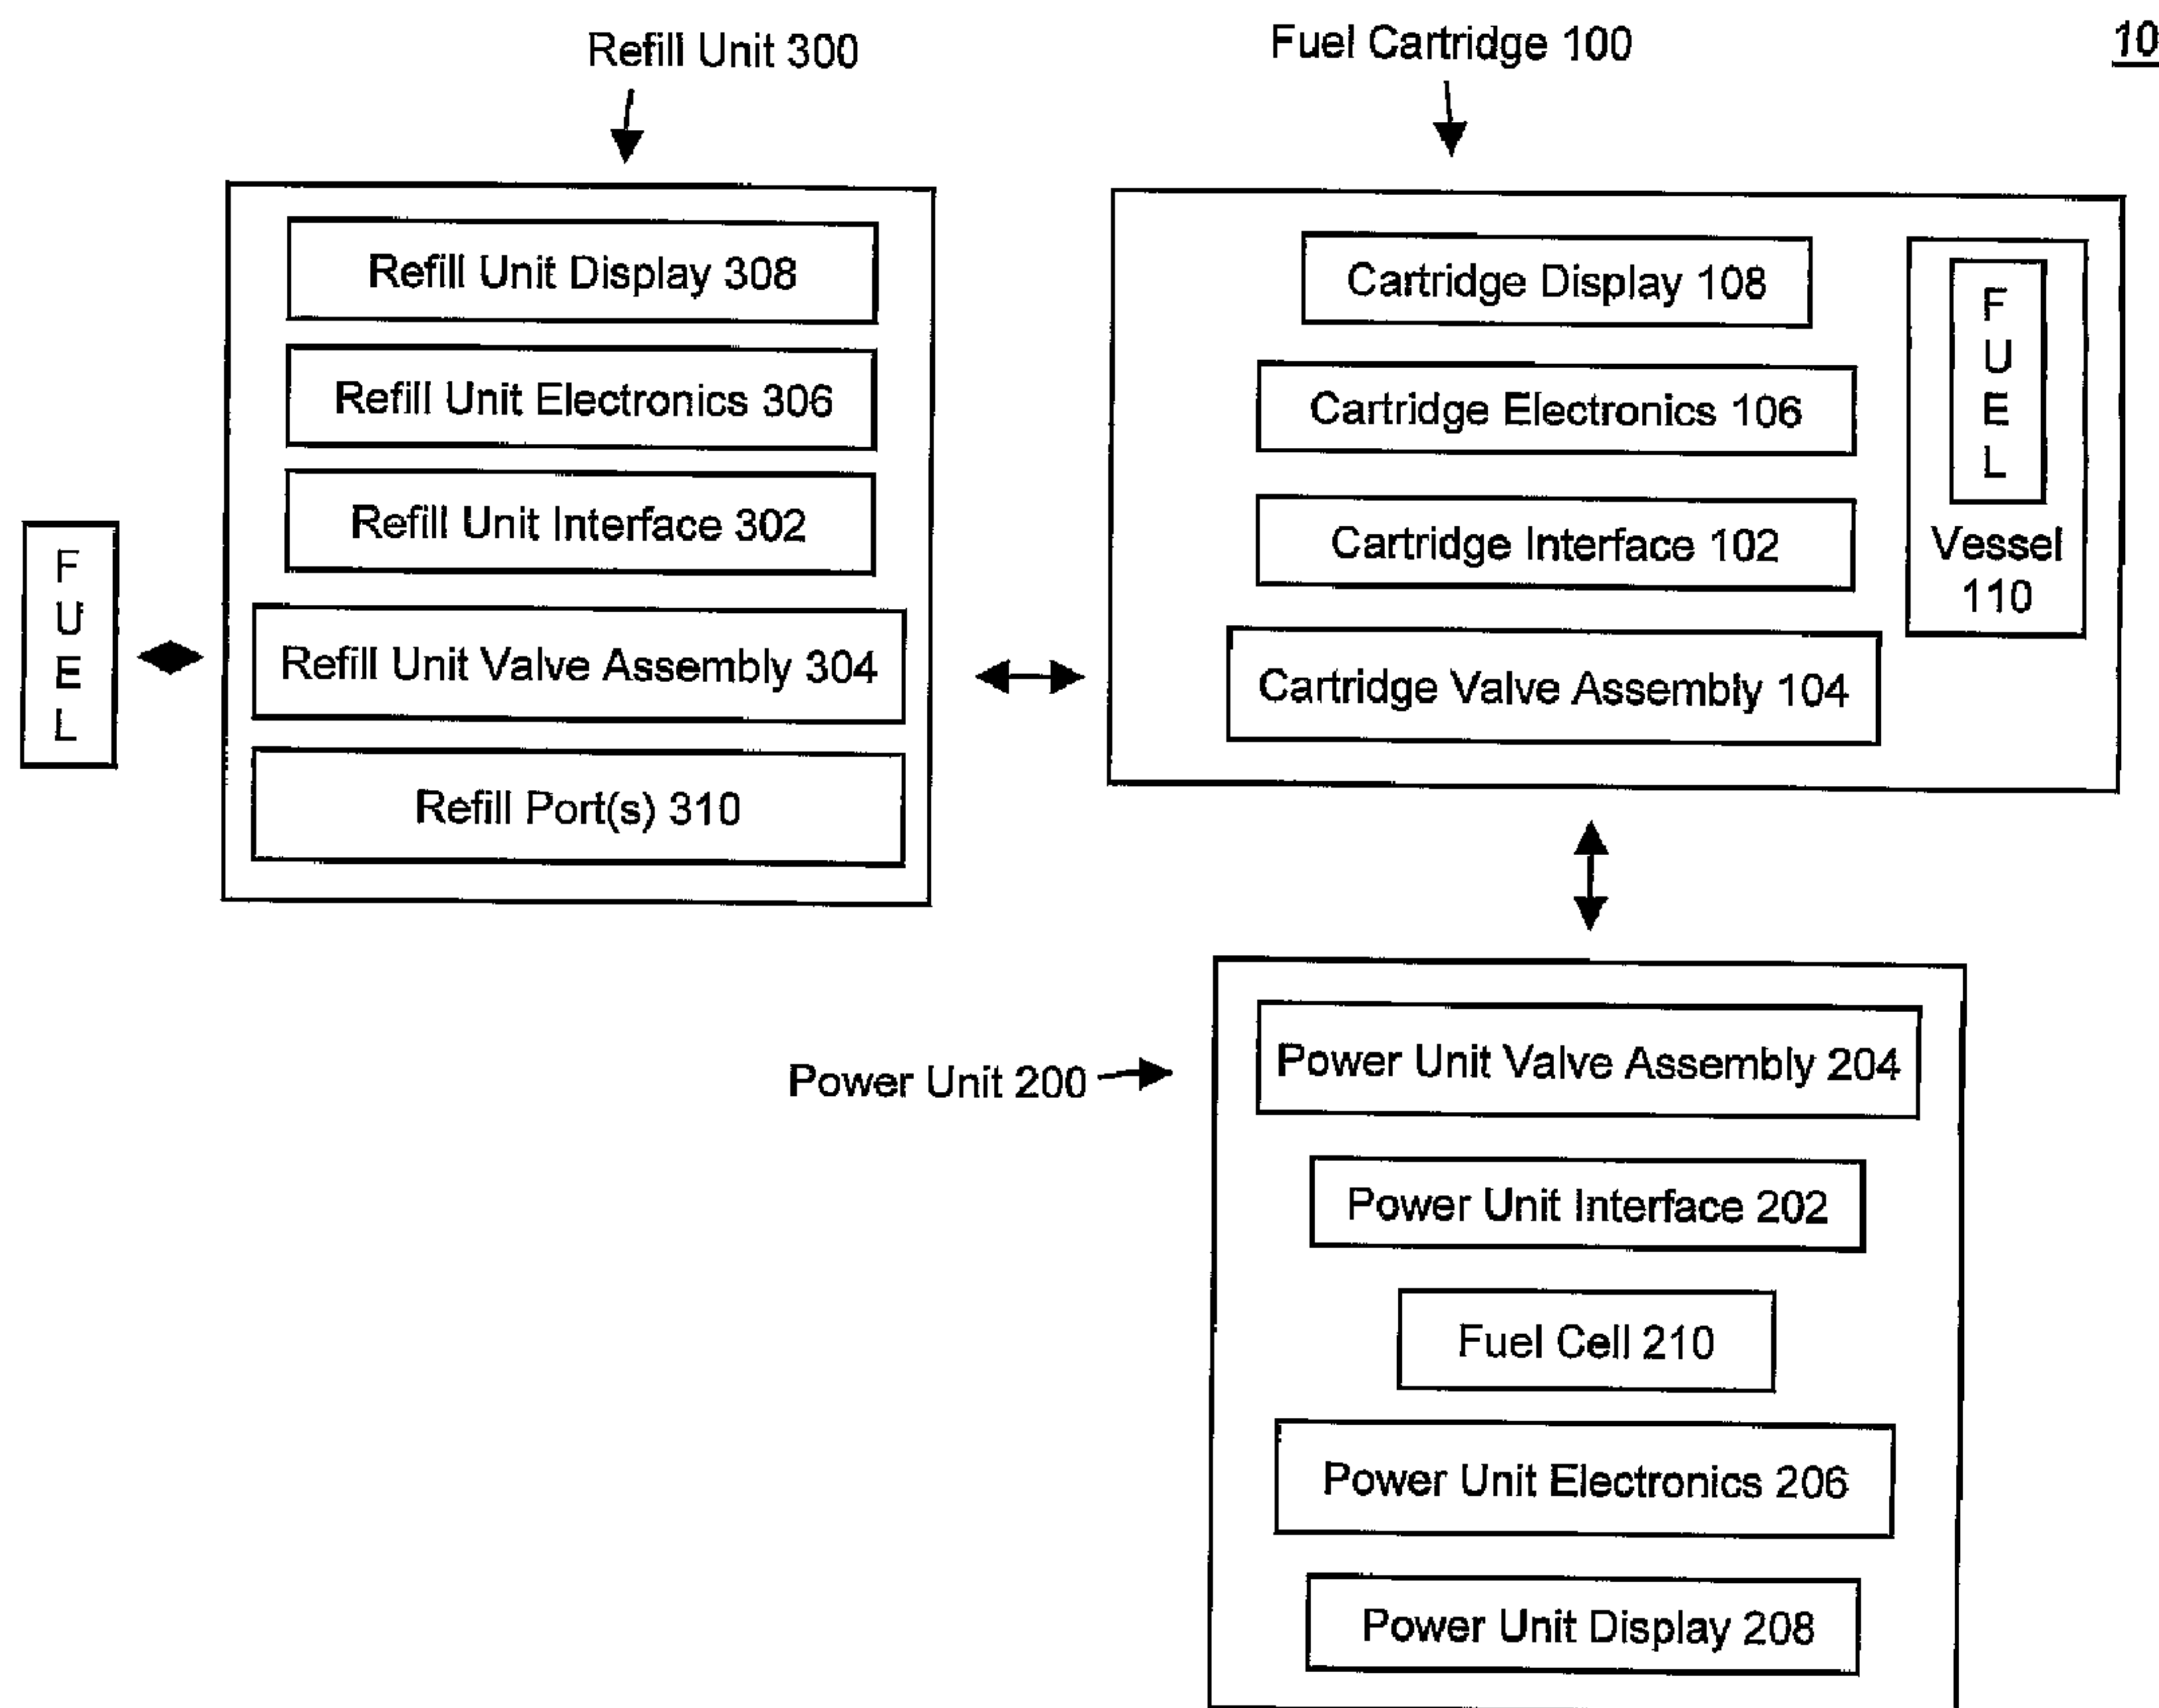 Refill Unit 300
Fuel Cartridge 100
10
Refill Unit Display 308
Refill Unit Electronics 306
Refill Unit Interface 302
Refill Unit Valve Assembly 304
Refill Port(s) 310
FUEL
Cartridge Display 108
Cartridge Electronics 106
Cartridge Interface 102
Cartridge Valve Assembly 104
FUEL
Vessel
110
Power Unit 200
Power Unit Valve Assembly 204
Power Unit Interface 202
Fuel Cell 210
Power Unit Electronics 206
Power Unit Display 208